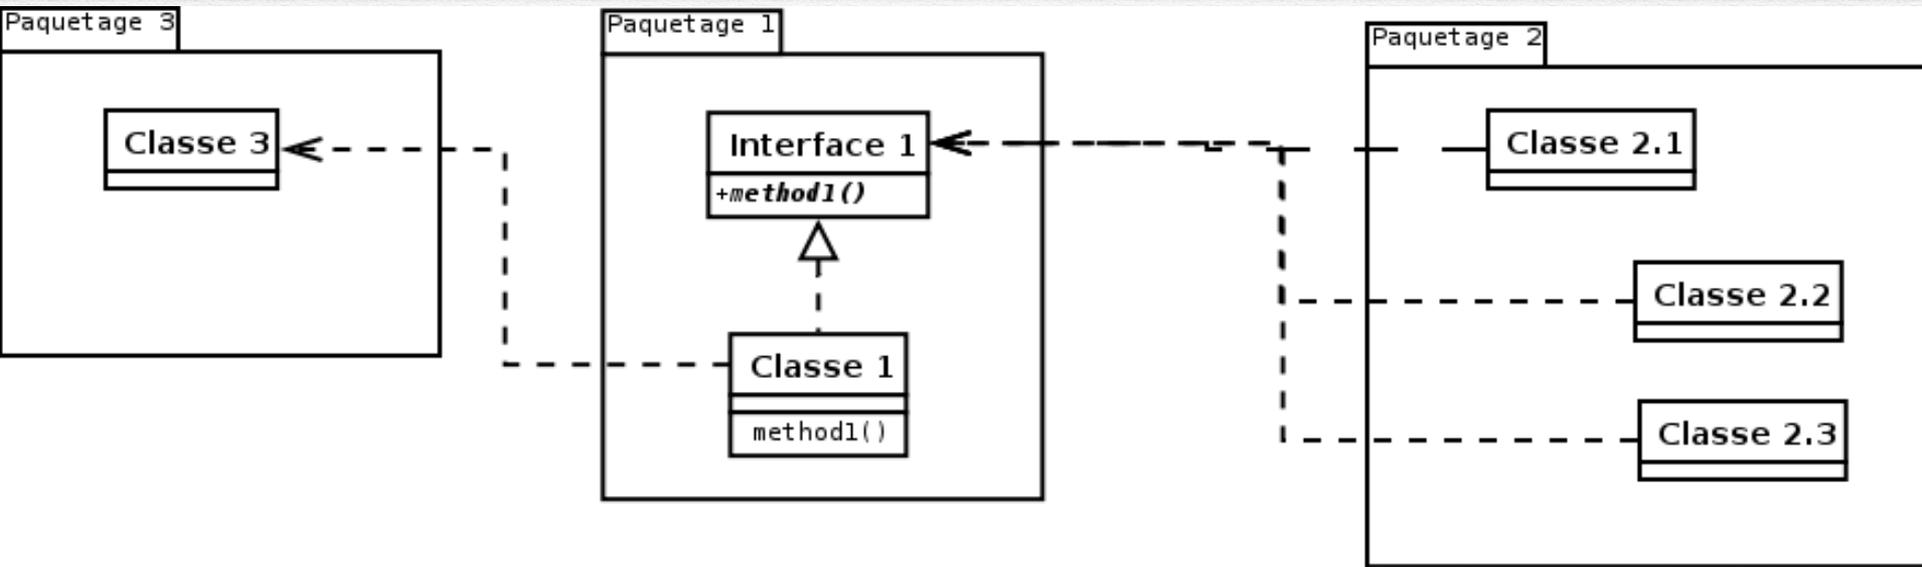 Paquetage 3
Classe 3
Paquetage 1
Interface 1
+method1()
Classe 1
method1()
Paquetage 2
Classe 2.1
Classe 2.2
Classe 2.3